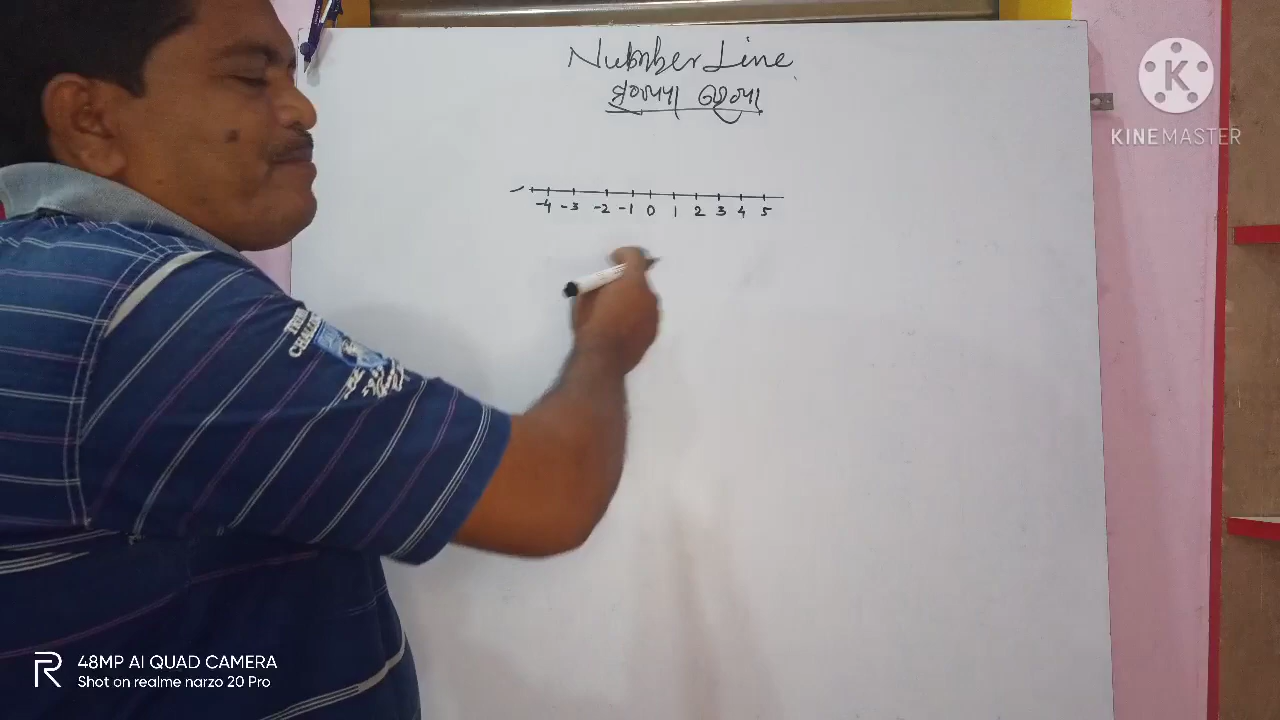 Number Line
ସଂଖ୍ୟା ରେଖା
-4 -3 -2 -1 0 1 2 3 4 5
KINEMASTER
48MP AI QUAD CAMERA
Shot on realme narzo 20 Pro